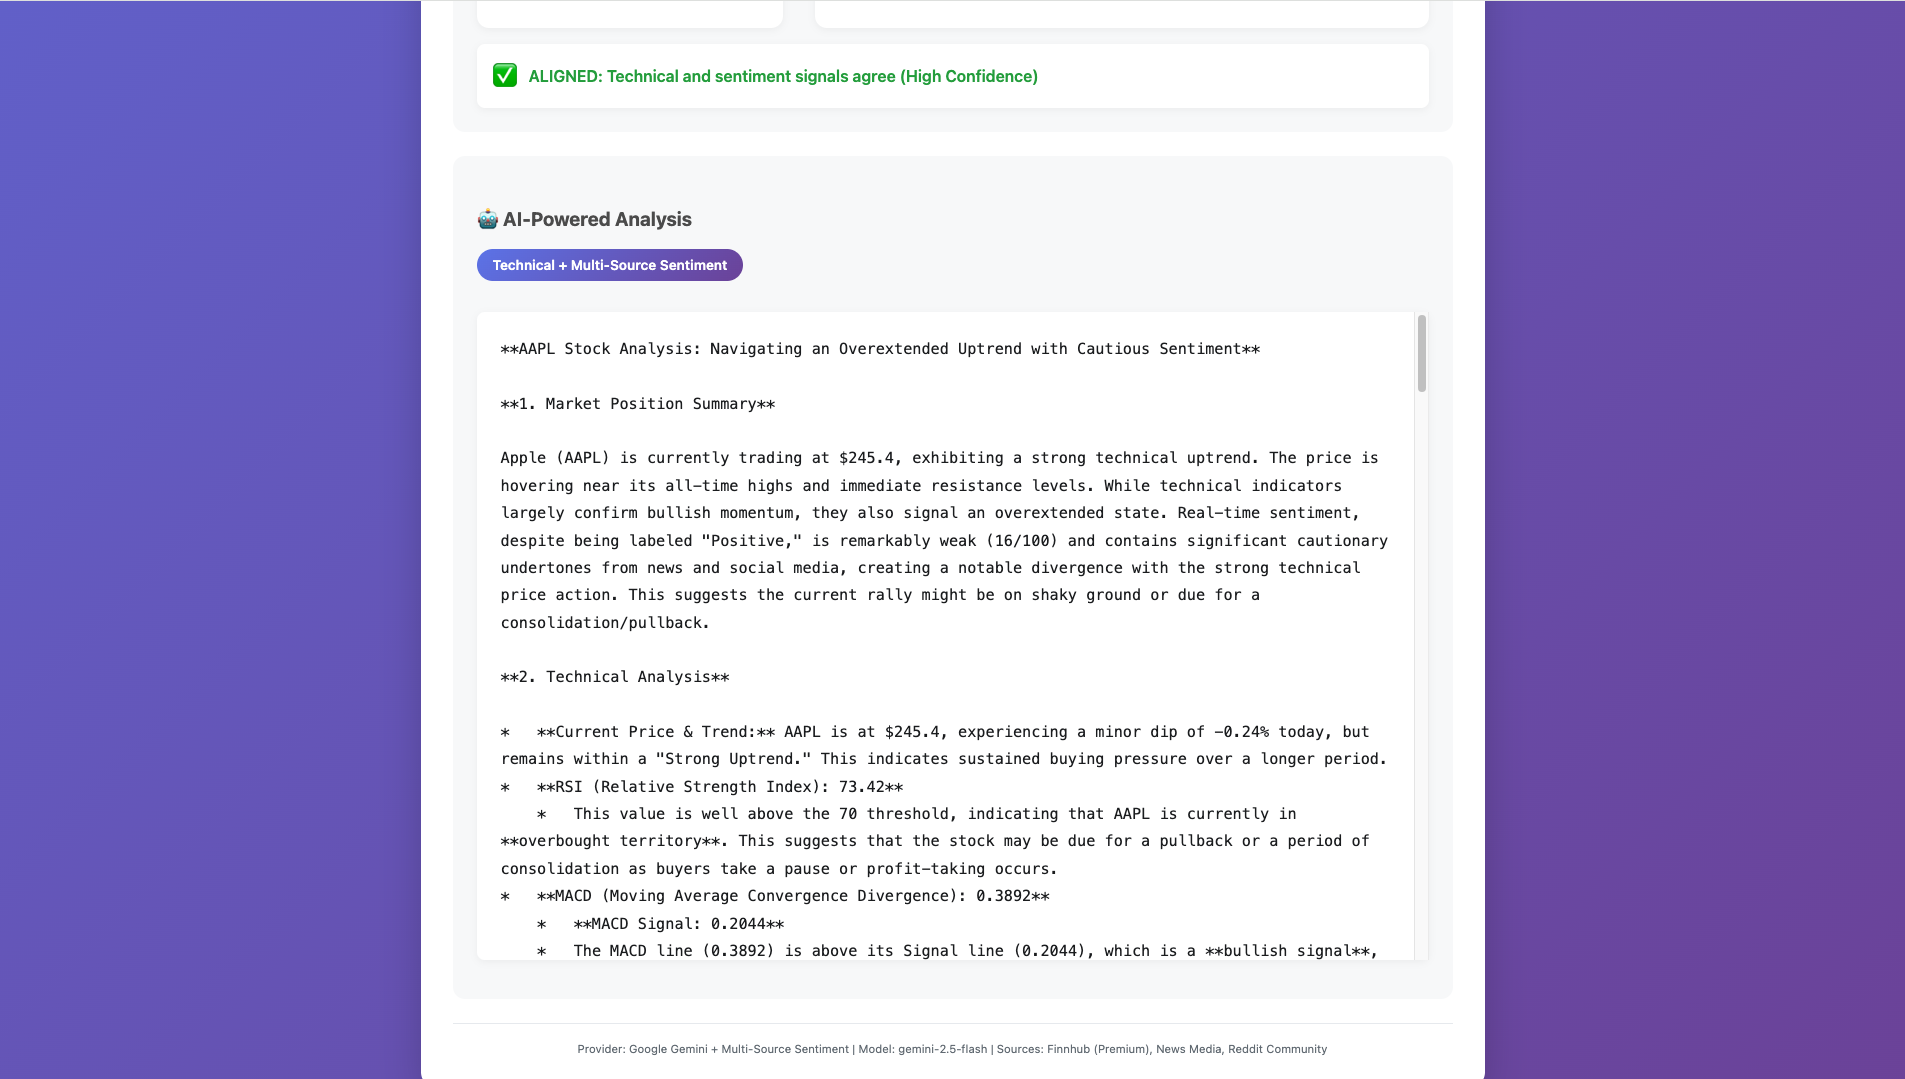 ALIGNED: Technical and sentiment signals agree (High Confidence)
AI-Powered Analysis
Technical + Multi-Source Sentiment
**AAPL Stock Analysis: Navigating an Overextended Uptrend with Cautious Sentiment**
**1. Market Position Summary**
Apple (AAPL) is currently trading at $245.4, exhibiting a strong technical uptrend. The price is
hovering near its all-time highs and immediate resistance levels. While technical indicators
largely confirm bullish momentum, they also signal an overextended state. Real-time sentiment,
despite being labeled "Positive," is remarkably weak (16/100) and contains significant cautionary
undertones from news and social media, creating a notable divergence with the strong technical
price action. This suggests the current rally might be on shaky ground or due for a
consolidation/pullback.
**2. Technical Analysis**
*   **Current Price & Trend:** AAPL is at $245.4, experiencing a minor dip of -0.24% today, but
remains within a "Strong Uptrend." This indicates sustained buying pressure over a longer period.
*   **RSI (Relative Strength Index): 73.42**
    *   This value is well above the 70 threshold, indicating that AAPL is currently in
**overbought territory**. This suggests that the stock may be due for a pullback or a period of
consolidation as buyers take a pause or profit-taking occurs.
*   **MACD (Moving Average Convergence Divergence): 0.3892**
    *   **MACD Signal: 0.2044**
    *   The MACD line (0.3892) is above its Signal line (0.2044), which is a **bullish signal**,
Provider: Google Gemini + Multi-Source Sentiment | Model: gemini-2.5-flash | Sources: Finnhub (Premium), News Media, Reddit Community